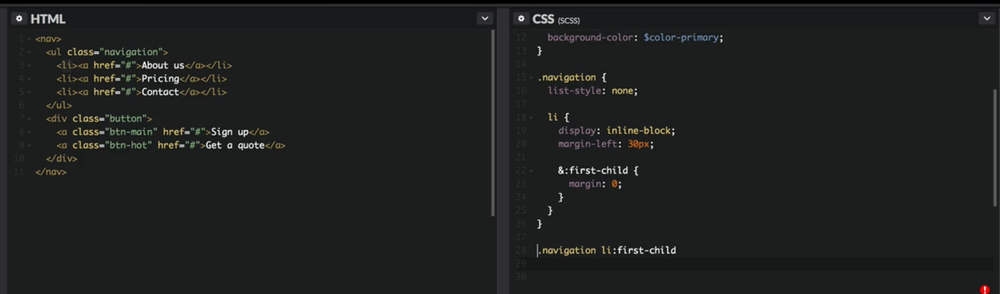 HTML
1 <nav>
2 <ul class="navigation">
3 <li><a href="#">About us</a></li>
4 <li><a href="#">Pricing</a></li>
5 <li><a href="#">Contact</a></li>
6 </ul>
7 <div class="button">
8 <a class="btn-main" href="#">Sign up</a>
9 <a class="btn-hot" href="#">Get a quote</a>
10 </div>
11 </nav>
CSS (SCSS)
12 background-color: $color-primary;
13 }
14
15 .navigation {
16 list-style: none;
17
18 li {
19 display: inline-block;
20 margin-left: 30px;
21
22 &:first-child {
23 margin: 0;
24 }
25 }
26 }
27
28 .navigation li:first-child
29
30
!